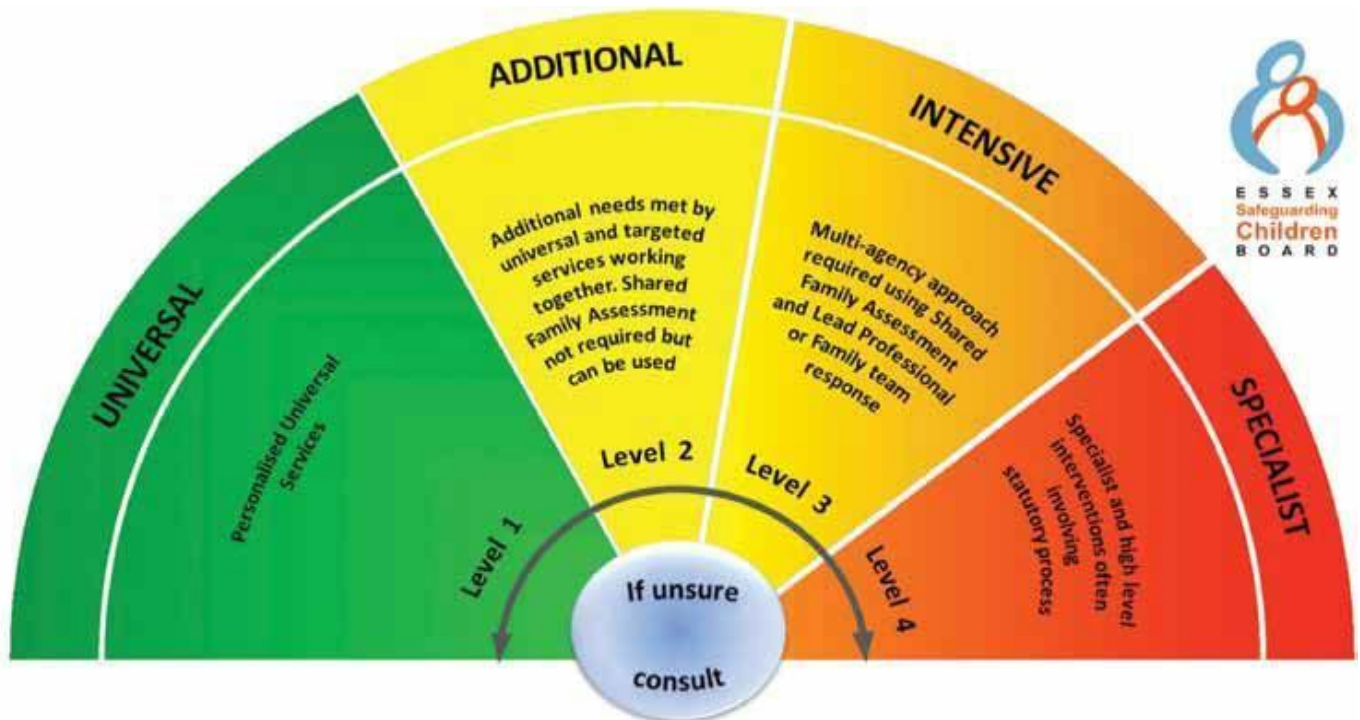 UNIVERSAL
Personalised Universal
Services
Level 1
ADDITIONAL
Additional needs met by
universal and targeted
services working
together. Shared
Family Assessment
not required but
can be used
Level 2
INTENSIVE
Multi-agency approach
required using Shared
Family Assessment
and Lead Professional
or Family team
response
Level 3
SPECIALIST
Specialist and high level
interventions often
involving
statutory process
Level 4
If unsure
consult
ESSEX
Safeguarding
Children
BOARD